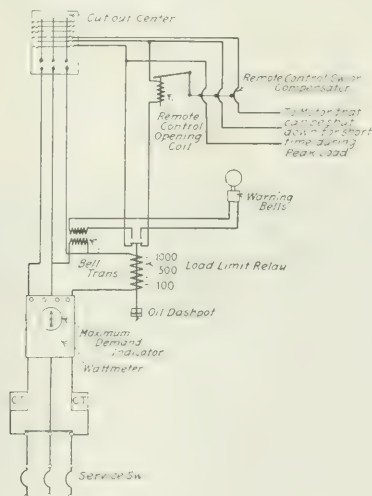 Cut out Center
Remote Control Sw or
Compensator
Remote
Control
Opening
Coil
To Motor that
can be shut
down for short
time during
Peak Load
Warning
Bells
Bell
Trans
1000
500
100
Load Limit Relay
Oil Dashpot
Maximum
Demand
Indicator
Wattmeter
C.T.
C.T.
Service Sw.